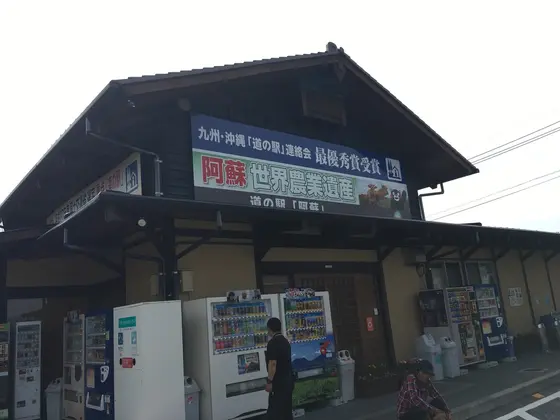 九州・沖縄「道の駅」連絡会 最優秀賞受賞
阿蘇 世界農業遺産
道の駅「阿蘇」